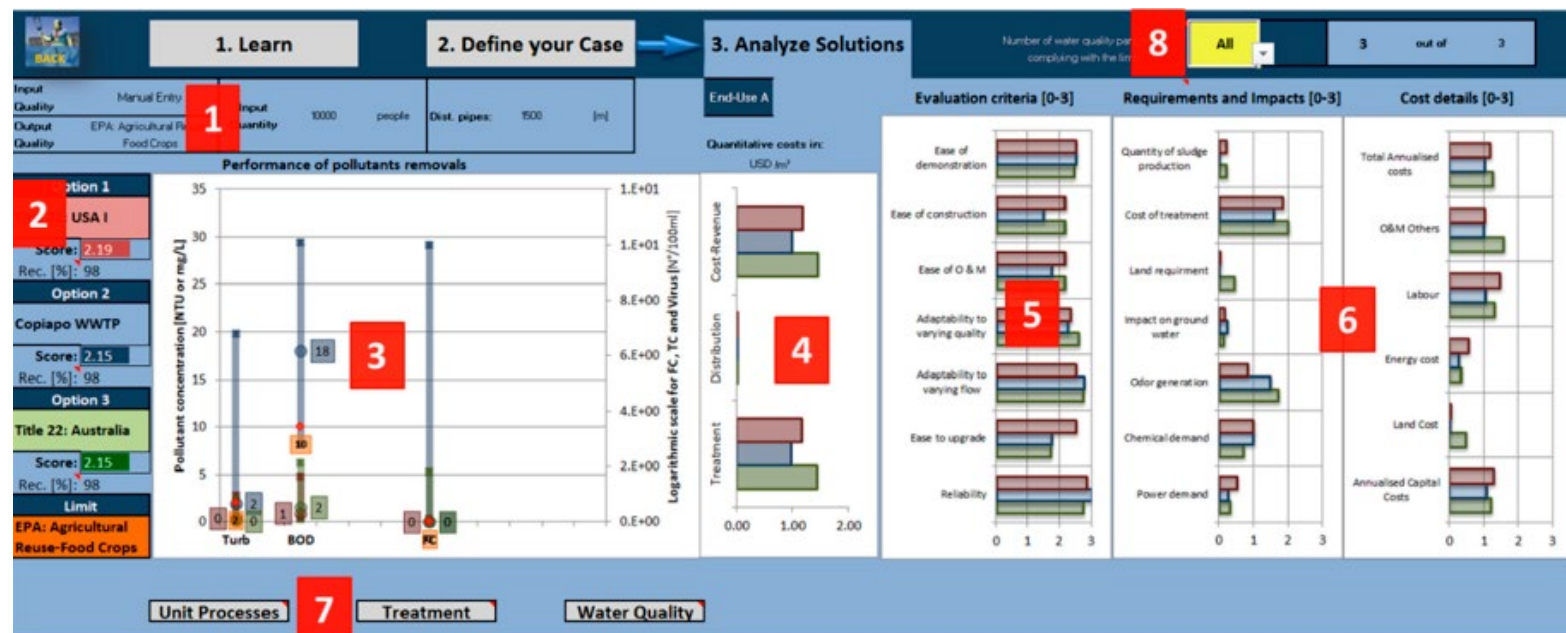 BACK
1. Learn
2. Define your Case
3. Analyze Solutions
Number of water quality
complying with the
8
All
3 out of 3
Input
Quality
Manual Entry
Output
Quality
EPA: Agricultural
Food Crops
1
Input
Quantity
10000 people
Dist. pipes: 1500 [m]
End-Use A
Quantitative costs in:
USD /m³
Evaluation criteria [0-3]
Requirements and Impacts [0-3]
Cost details [0-3]
Performance of pollutants removals
2
Option 1
USA I
Score: 2.19
Rec. [%]: 98
Option 2
Copiapo WWTP
Score: 2.15
Rec. [%]: 98
Option 3
Title 22: Australia
Score: 2.15
Rec. [%]: 98
Limit
EPA: Agricultural
Reuse-Food Crops
Pollutant concentration [NTU or mg/L]
35
30
25
20
15
10
5
0
3
18
10
0
2
2
0
1
2
0
0
Turb
BOD
FC
1.E+01
1.E+01
8.E+00
6.E+00
4.E+00
2.E+00
0.E+00
Logarithmic scale for FC, TC and Virus [N°/100ml]
Cost-Revenue
Distribution
Treatment
4
0.00 1.00 2.00
Ease of
demonstration
Ease of construction
Ease of O & M
Adaptability to
varying quality
Adaptability to
varying flow
Ease to upgrade
Reliability
5
0 1 2 3
Quantity of sludge
production
Cost of treatment
Land requirment
Impact on ground
water
Odor generation
Chemical demand
Power demand
0 1 2 3
6
Total Annualised
costs
O&M Others
Labour
Energy cost
Land Cost
Annualised Capital
Costs
0 1 2 3
Unit Processes
7
Treatment
Water Quality